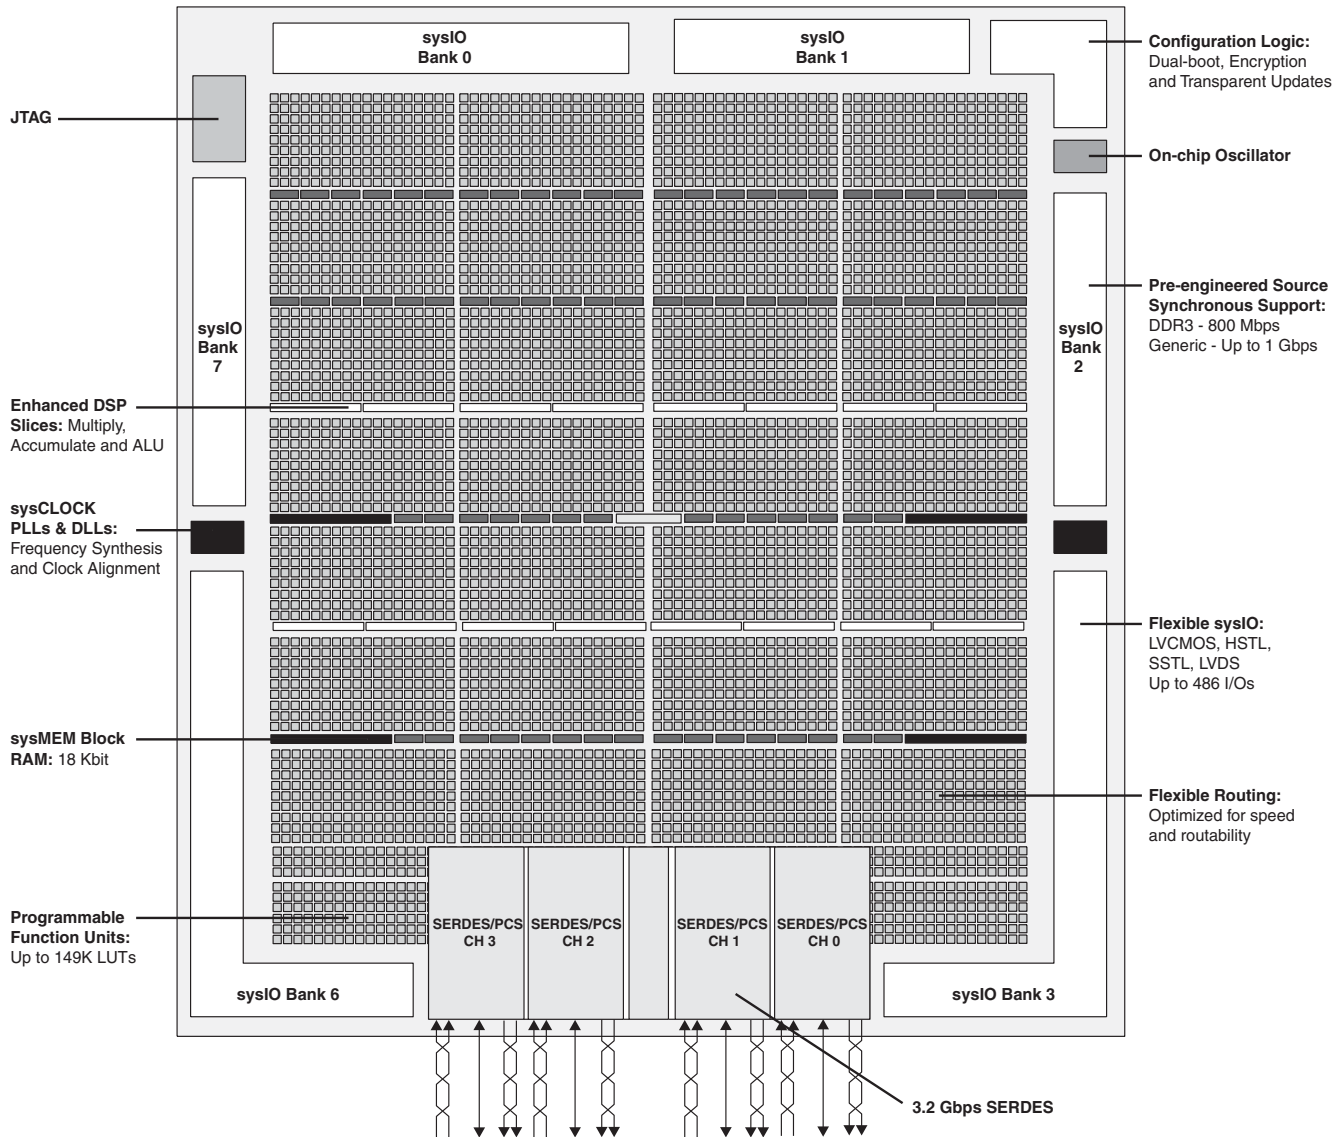 sysIO
Bank 0
sysIO
Bank 1
Configuration Logic:
Dual-boot, Encryption
and Transparent Updates
JTAG
On-chip Oscillator
Pre-engineered Source
Synchronous Support:
DDR3 - 800 Mbps
Generic - Up to 1 Gbps
sysIO
Bank
7
sysIO
Bank
2
Enhanced DSP
Slices: Multiply,
Accumulate and ALU
sysCLOCK
PLLs & DLLs:
Frequency Synthesis
and Clock Alignment
Flexible sysIO:
LVCMOS, HSTL,
SSTL, LVDS
Up to 486 I/Os
sysMEM Block
RAM: 18 Kbit
Flexible Routing:
Optimized for speed
and routability
Programmable
Function Units:
Up to 149K LUTs
SERDES/PCS
CH 3
SERDES/PCS
CH 2
SERDES/PCS
CH 1
SERDES/PCS
CH 0
sysIO Bank 6
sysIO Bank 3
3.2 Gbps SERDES